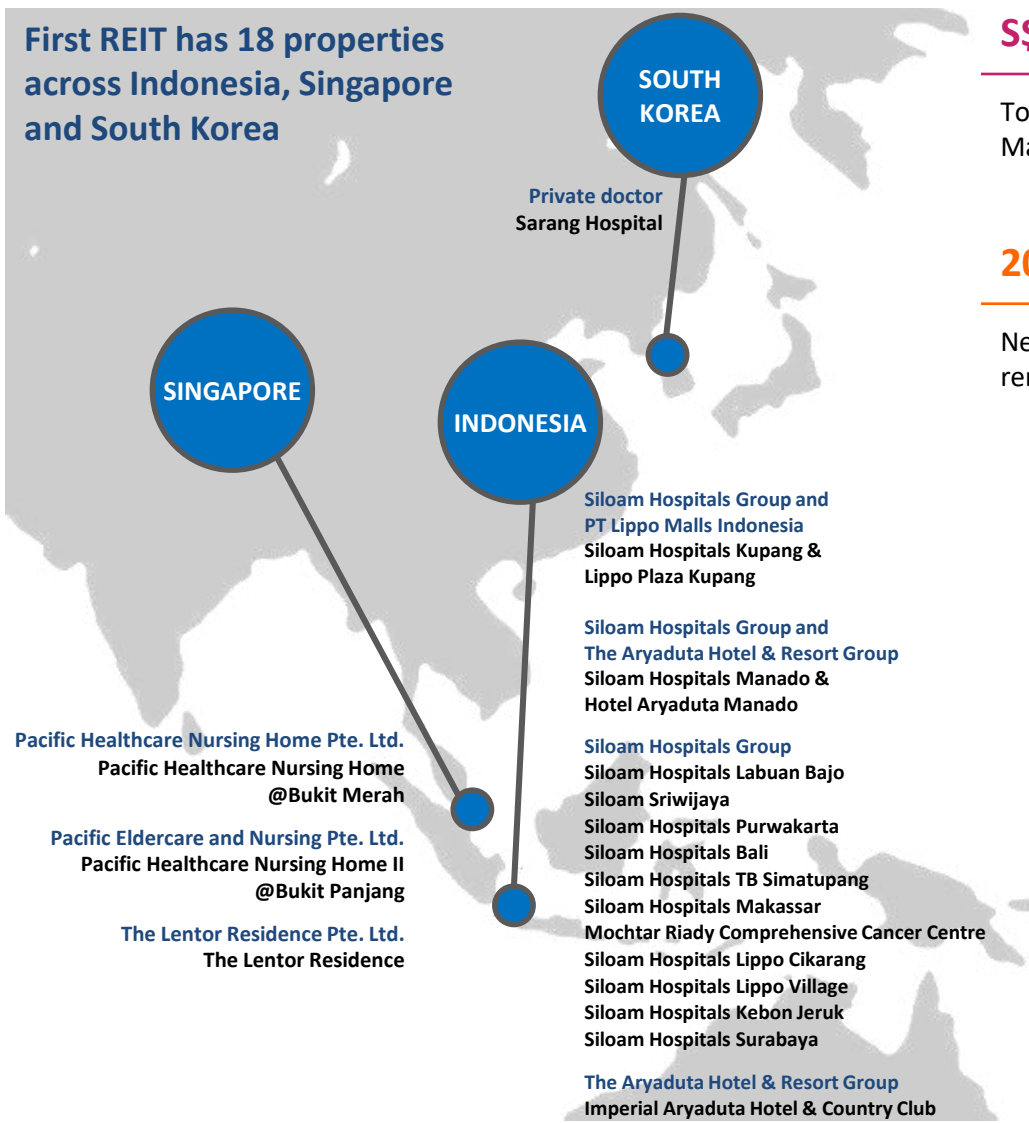 First REIT has 18 properties
across Indonesia, Singapore
and South Korea
SOUTH
KOREA
Private doctor
Sarang Hospital
SINGAPORE
INDONESIA
Siloam Hospitals Group and
PT Lippo Malls Indonesia
Siloam Hospitals Kupang &
Lippo Plaza Kupang
Siloam Hospitals Group and
The Aryaduta Hotel & Resort Group
Siloam Hospitals Manado &
Hotel Aryaduta Manado
Siloam Hospitals Group
Siloam Hospitals Labuan Bajo
Siloam Sriwijaya
Siloam Hospitals Purwakarta
Siloam Hospitals Bali
Siloam Hospitals TB Simatupang
Siloam Hospitals Makassar
Mochtar Riady Comprehensive Cancer Centre
Siloam Hospitals Lippo Cikarang
Siloam Hospitals Lippo Village
Siloam Hospitals Kebon Jeruk
Siloam Hospitals Surabaya
The Aryaduta Hotel & Resort Group
Imperial Aryaduta Hotel & Country Club
Pacific Healthcare Nursing Home Pte. Ltd.
Pacific Healthcare Nursing Home
@Bukit Merah
Pacific Eldercare and Nursing Pte. Ltd.
Pacific Healthcare Nursing Home II
@Bukit Panjang
The Lentor Residence Pte. Ltd.
The Lentor Residence